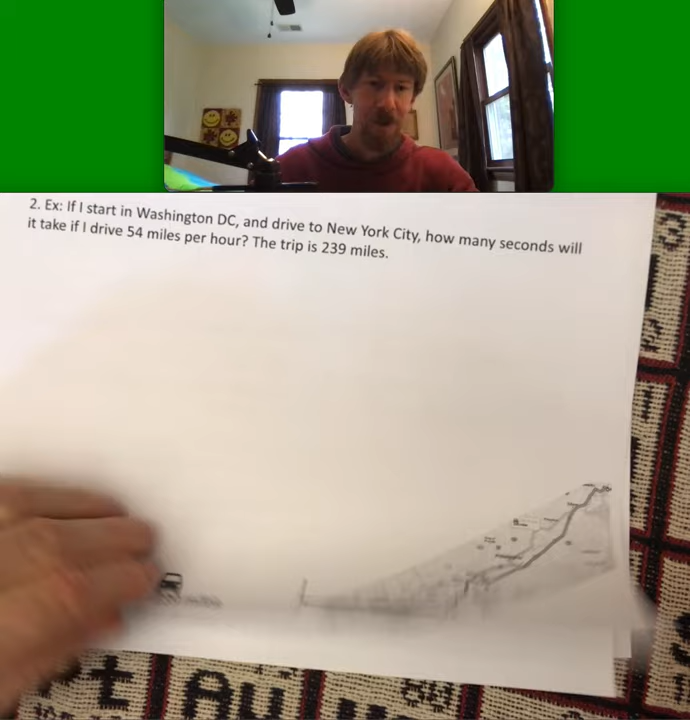 2. Ex: If I start in Washington DC, and drive to New York City, how many seconds will
it take if I drive 54 miles per hour? The trip is 239 miles.
t
Au